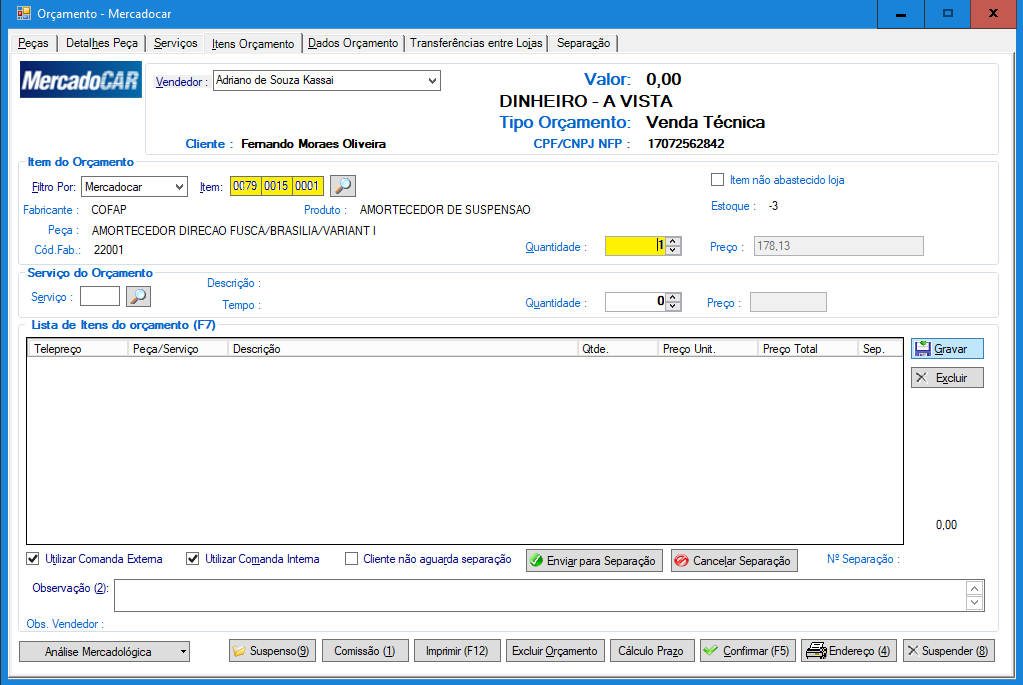 Orçamento - Mercadocar
Peças Detalhes Peça Serviços Itens Orçamento Dados Orçamento Transferências entre Lojas Separação
MercadoCAR
Vendedor : Adriano de Souza Kassai
Valor: 0,00
DINHEIRO - A VISTA
Tipo Orçamento: Venda Técnica
Cliente : Fernando Moraes Oliveira CPF/CNPJ NFP : 17072562842
Item do Orçamento
Filtro Por: Mercadocar Item: 0079 0015 0001 Item não abastecido loja
Fabricante : COFAP Produto : AMORTECEDOR DE SUSPENSAO Estoque : -3
Peça : AMORTECEDOR DIRECAO FUSCA/BRASILIA/VARIANT I
Cód.Fab.: 22001 Quantidade : 1 Preço : 178,13
Serviço do Orçamento
Serviço : Descrição :
Tempo : Quantidade : 0 Preço :
Lista de Itens do orçamento (F7)
Telepreço Peça/Serviço Descrição Qtde. Preço Unit. Preço Total Sep. Gravar
Excluir
0,00
Utilizar Comanda Externa Utilizar Comanda Interna Cliente não aguarda separação Enviar para Separação Cancelar Separação Nº Separação :
Observação (2):
Obs. Vendedor :
Análise Mercadológica Suspenso(9) Comissão (1) Imprimir (F12) Excluir Orçamento Cálculo Prazo Confirmar (F5) Endereço (4) Suspender (8)